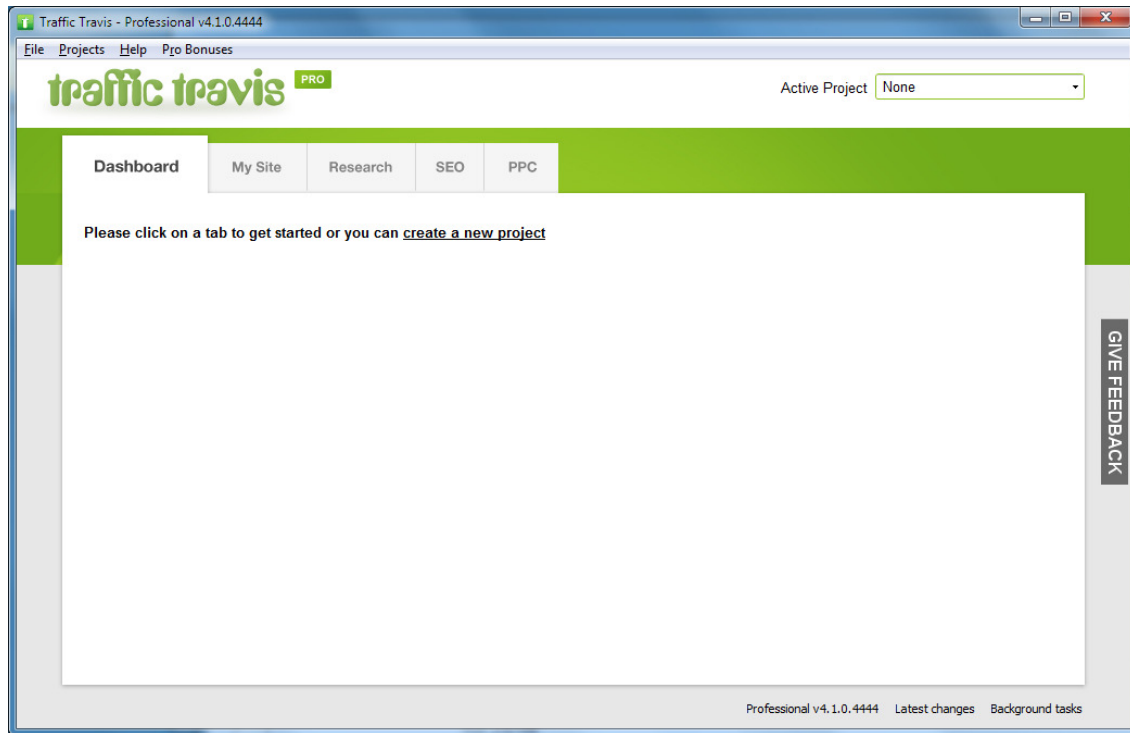 Traffic Travis - Professional v4.1.0.4444
File Projects Help Pro Bonuses
traffic travis PRO
Active Project None
Dashboard My Site Research SEO PPC
Please click on a tab to get started or you can create a new project
GIVE FEEDBACK
Professional v4.1.0.4444 Latest changes Background tasks